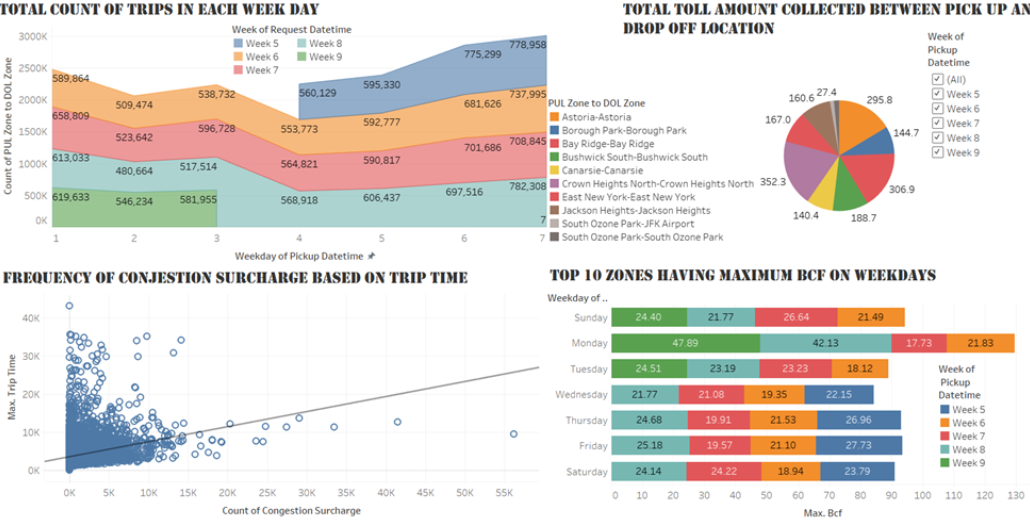 TOTAL COUNT OF TRIPS IN EACH WEEK DAY
Week of Request Datetime
Week 5
Week 8
Week 6
Week 9
Week 7
Count of PUL Zone to DOL Zone
3000K
2500K
2000K
1500K
1000K
500K
0K
589,864
658,809
613,033
619,633
509,474
523,642
480,664
546,234
538,732
596,728
517,514
581,955
560,129
553,773
564,821
568,918
595,330
592,777
590,817
606,437
775,299
681,626
701,686
697,516
778,958
737,995
708,845
782,308
7
1 2 3 4 5 6 7
Weekday of Pickup Datetime
TOTAL TOLL AMOUNT COLLECTED BETWEEN PICK UP AN
DROP OFF LOCATION
PUL Zone to DOL Zone
Astoria-Astoria
Borough Park-Borough Park
Bay Ridge-Bay Ridge
Bushwick South-Bushwick South
Canarsie-Canarsie
Crown Heights North-Crown Heights North
East New York-East New York
Jackson Heights-Jackson Heights
South Ozone Park-JFK Airport
South Ozone Park-South Ozone Park
160.6
27.4
295.8
167.0
144.7
352.3
306.9
140.4
188.7
Week of
Pickup
Datetime
(All)
Week 5
Week 6
Week 7
Week 8
Week 9
FREQUENCY OF CONJESTION SURCHARGE BASED ON TRIP TIME
Max. Trip Time
40K
30K
20K
10K
0K
0K 5K 10K 15K 20K 25K 30K 35K 40K 45K 50K 55K
Count of Congestion Surcharge
TOP 10 ZONES HAVING MAXIMUM BCF ON WEEKDAYS
Weekday of ..
Sunday 24.40 21.77 26.64 21.49
Monday 47.89 42.13 17.73 21.83
Tuesday 24.51 23.19 23.23 18.12
Wednesday 21.77 21.08 19.35 22.15
Thursday 24.68 19.91 21.53 26.96
Friday 25.18 19.57 21.10 27.73
Saturday 24.14 24.22 18.94 23.79
0 10 20 30 40 50 60 70 80 90 100 110 120 130
Max. Bcf
Week of
Pickup
Datetime
Week 5
Week 6
Week 7
Week 8
Week 9